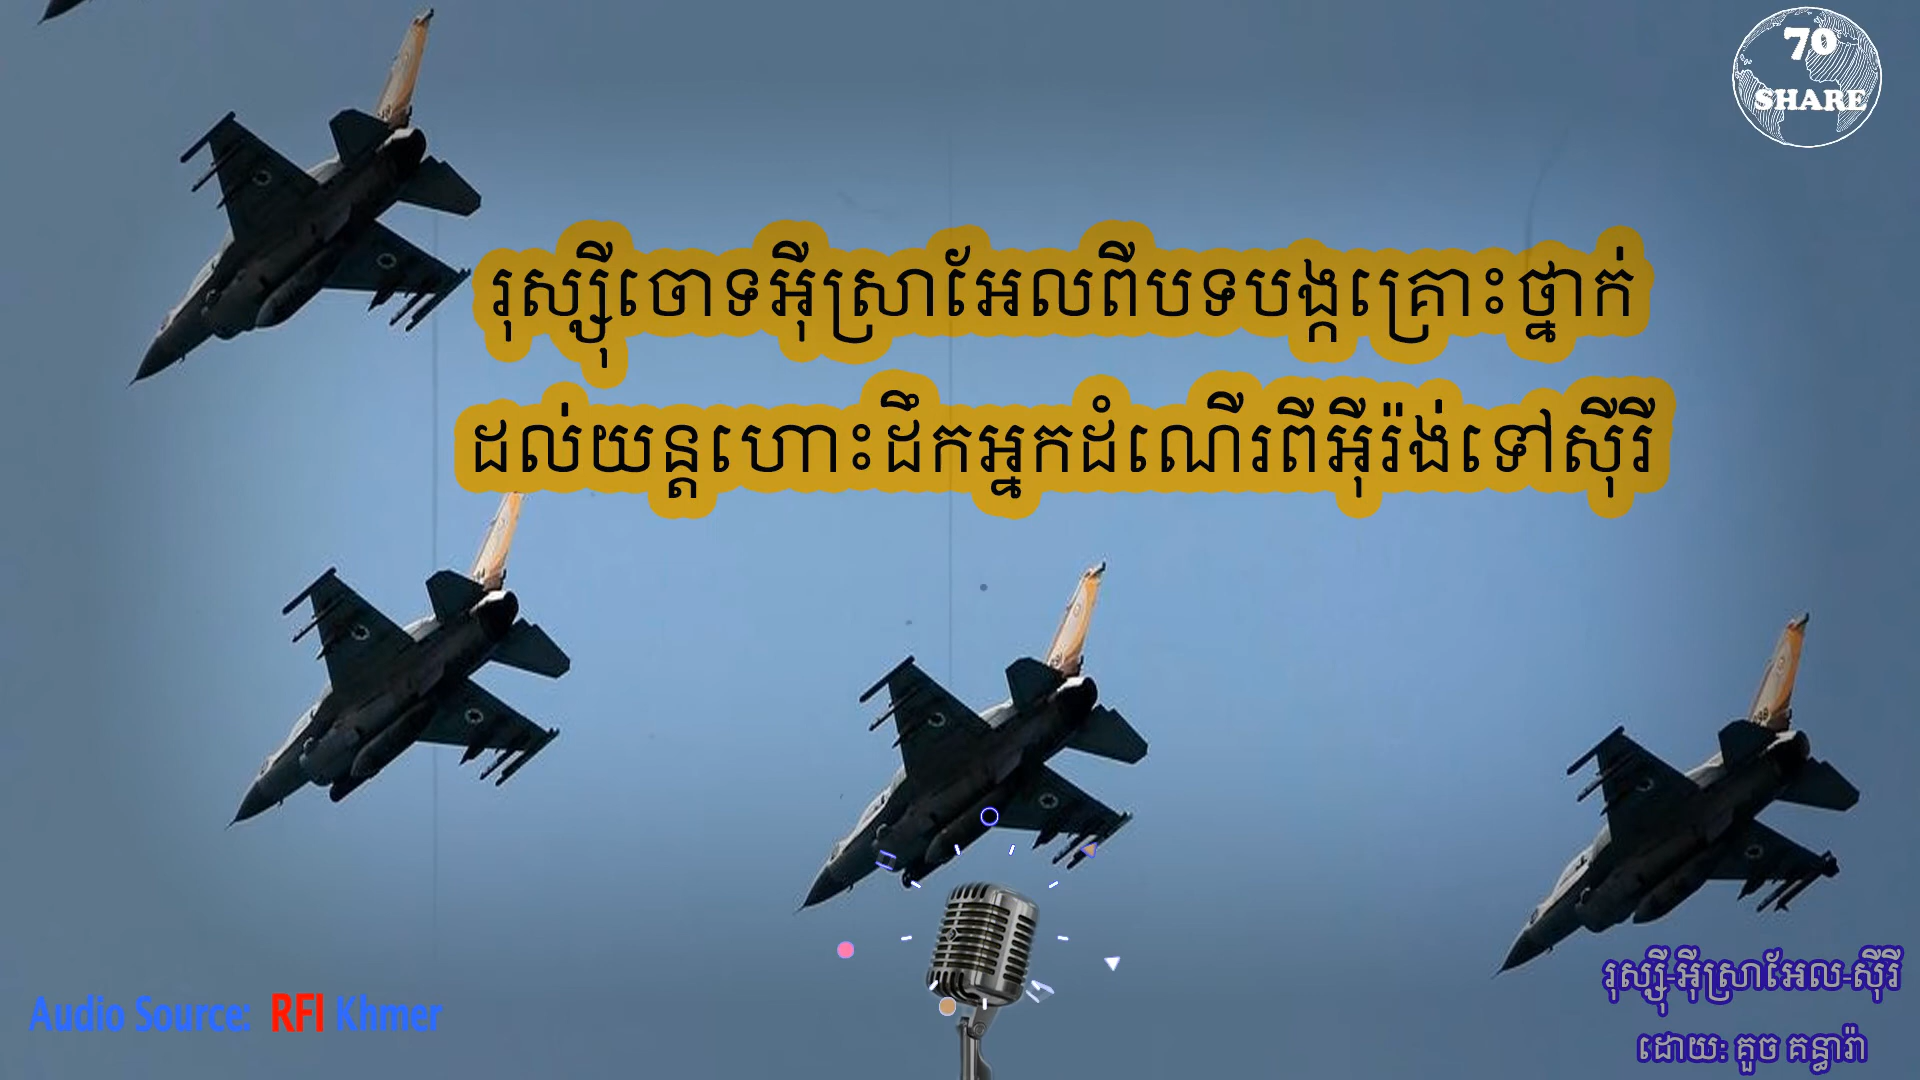 70
SHARE
រុស្ស៊ីចោទអ៊ីស្រាអែលពីបទបង្កគ្រោះថ្នាក់
ដល់យន្តហោះដឹកអ្នកដំណើរពីអ៊ីរ៉ង់ទៅស៊ីរី
រុស្ស៊ី-អ៊ីស្រាអែល-ស៊ីរី
Audio Source: RFI Khmer
ដោយ: គួច គន្ធារ៉ា